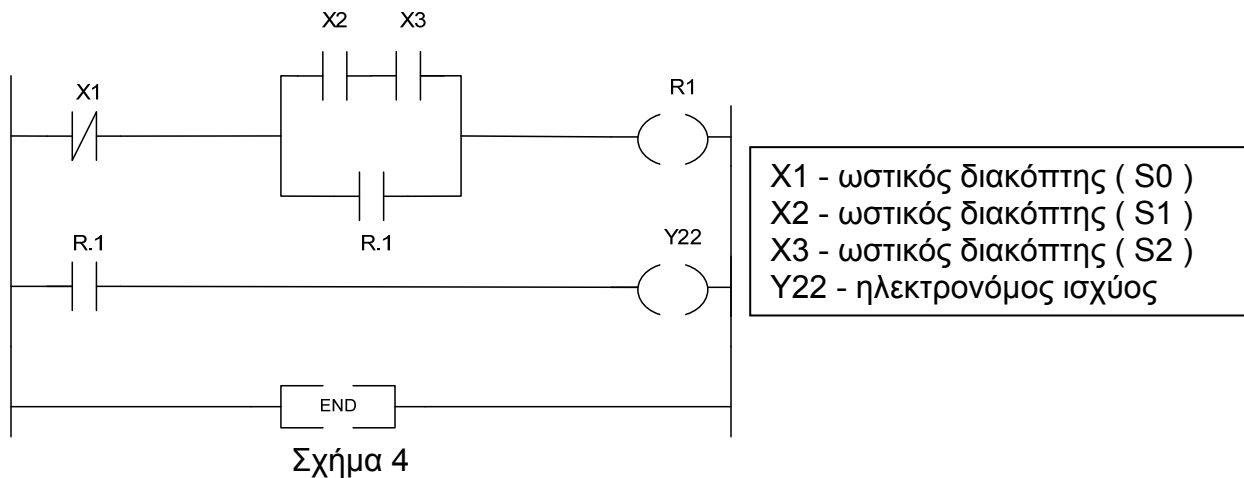 X2 X3
X1 R1
R.1
R.1 Y22
END
Σχήμα 4
X1 - ωστικός διακόπτης ( S0 )
X2 - ωστικός διακόπτης ( S1 )
X3 - ωστικός διακόπτης ( S2 )
Y22 - ηλεκτρονόμος ισχύος